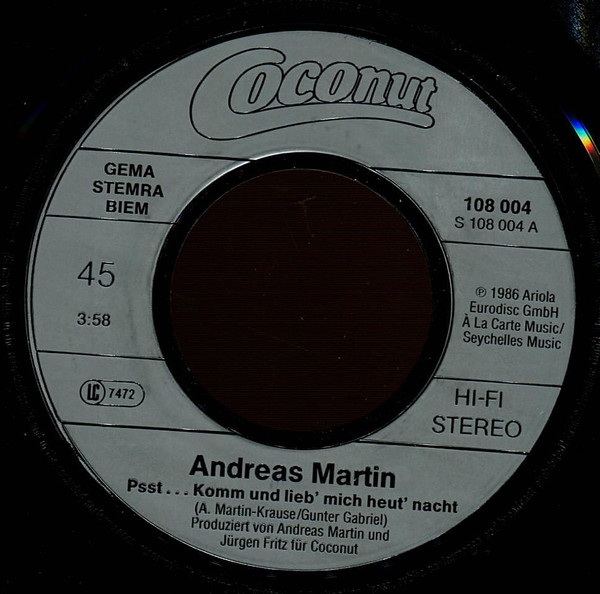 Coconut
GEMA
STEMRA
BIEM
108 004
S 108 004 A
45
3:58
℗ 1986 Ariola
Eurodisc GmbH
À La Carte Music/
Seychelles Music
LC 7472
HI-FI
STEREO
Andreas Martin
Psst... Komm und lieb' mich heut' nacht
(A. Martin-Krause/Gunter Gabriel)
Produziert von Andreas Martin und
Jürgen Fritz für Coconut